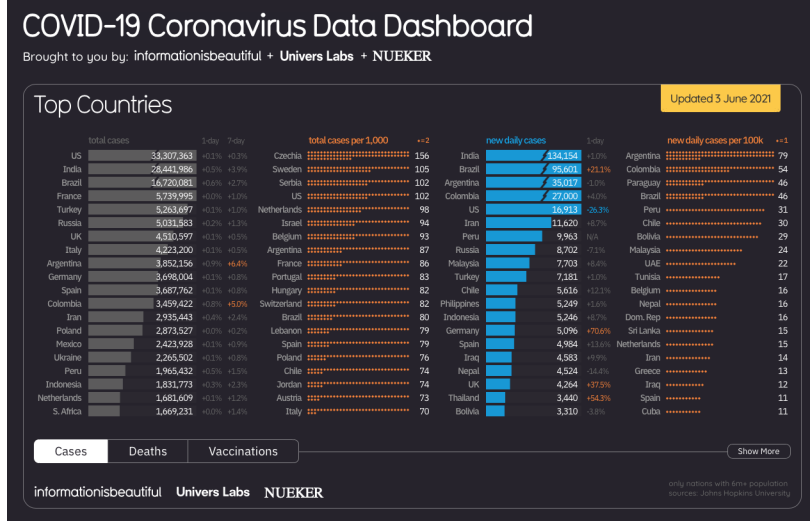 COVID-19 Coronavirus Data Dashboard
Brought to you by: informationisbeautiful + Univers Labs + NUEKER
Top Countries
Updated 3 June 2021
total cases 1-day 7-day
US 33,307,363 +0.1% +0.3%
India 28,441,986 +0.5% +3.9%
Brazil 16,720,081 +0.6% +2.7%
France 5,739,995 +0.0% +1.0%
Turkey 5,263,697 +0.1% +1.0%
Russia 5,031,583 +0.2% +1.3%
UK 4,510,597 +0.1% +0.5%
Italy 4,223,200 +0.1% +0.5%
Argentina 3,852,156 +0.9% +6.4%
Germany 3,698,004 +0.1% +0.8%
Spain 3,687,762 +0.1% +0.8%
Colombia 3,459,422 +0.8% +5.0%
Iran 2,935,443 +0.4% +2.4%
Poland 2,873,527 +0.0% +0.2%
Mexico 2,423,928 +0.1% +0.9%
Ukraine 2,265,502 +0.1% +0.8%
Peru 1,965,432 +0.5% +1.5%
Indonesia 1,831,773 +0.3% +2.3%
Netherlands 1,681,609 +0.1% +1.2%
S. Africa 1,669,231 +0.0% +1.4%
total cases per 1,000 •=2
Czechia 156
Sweden 105
Serbia 102
US 102
Netherlands 98
Israel 94
Belgium 93
Argentina 87
France 86
Portugal 83
Hungary 82
Switzerland 82
Brazil 80
Lebanon 79
Spain 79
Poland 76
Chile 74
Jordan 74
Austria 73
Italy 70
new daily cases 1-day
India 134,154 +1.0%
Brazil 95,601 +21.1%
Argentina 35,017 -1.0%
Colombia 27,000 +4.0%
US 16,913 -26.3%
Iran 11,620 +8.7%
Peru 9,963 N/A
Russia 8,702 -7.1%
Malaysia 7,703 +8.4%
Turkey 7,181 +1.0%
Chile 5,616 +12.1%
Philippines 5,249 +1.6%
Indonesia 5,246 +8.7%
Germany 5,096 +70.6%
Spain 4,984 +13.6%
Iraq 4,583 +9.9%
Nepal 4,524 -14.4%
UK 4,264 +37.5%
Thailand 3,440 +54.3%
Bolivia 3,310 -3.8%
new daily cases per 100k •=1
Argentina 79
Colombia 54
Paraguay 46
Brazil 46
Peru 31
Chile 30
Bolivia 29
Malaysia 24
UAE 22
Tunisia 17
Belgium 16
Nepal 16
Dom. Rep 16
Sri Lanka 15
Netherlands 15
Iran 14
Greece 13
Iraq 12
Spain 11
Cuba 11
Cases Deaths Vaccinations
Show More
informationisbeautiful Univers Labs NUEKER
only nations with 6m+ population
sources: Johns Hopkins University